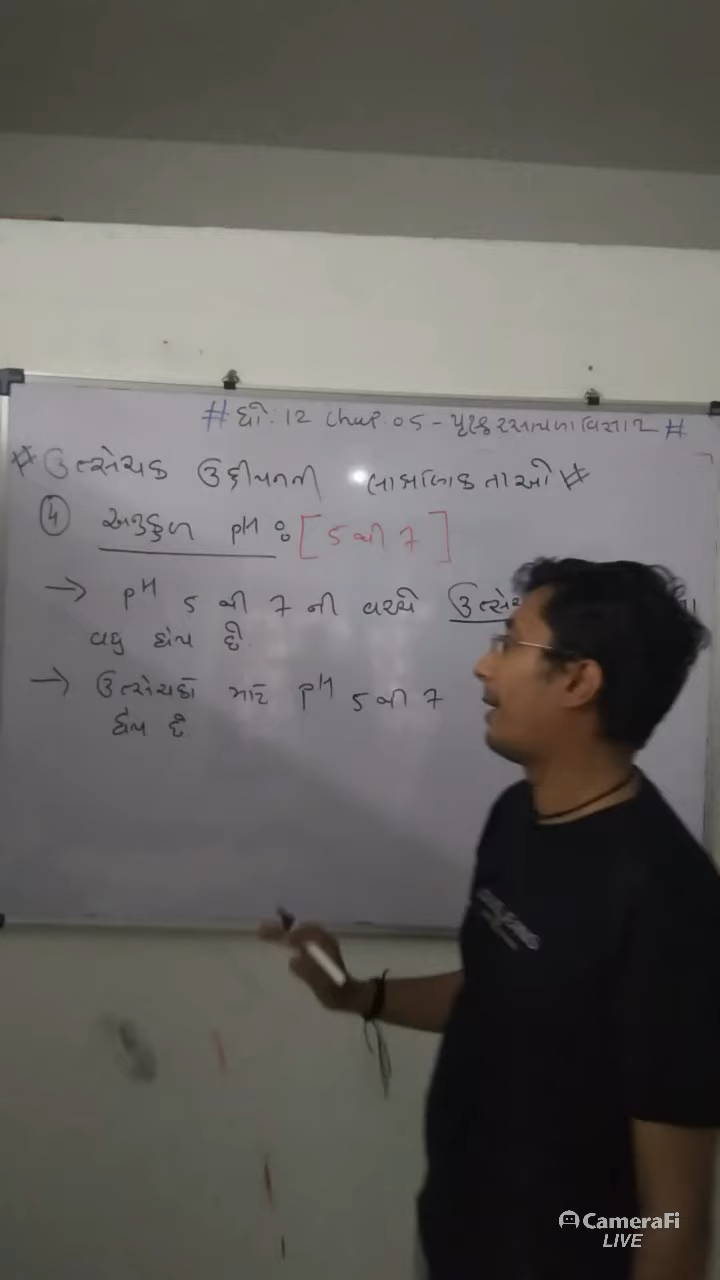 # ધો. 12 Chap. 05 - પૃષ્ઠ રસાયણ વિજ્ઞાન #
# ઉત્સેચક ઉદ્દીપનની લાક્ષણિકતાઓ #
4 અનુકુળ pH : [ 5 થી 7 ]
→ pH 5 થી 7 ની વચ્ચે
વધુ હોય છે.
→ ઉત્સેચકો માટે pH 5 થી 7
હોય છે
CameraFi
LIVE